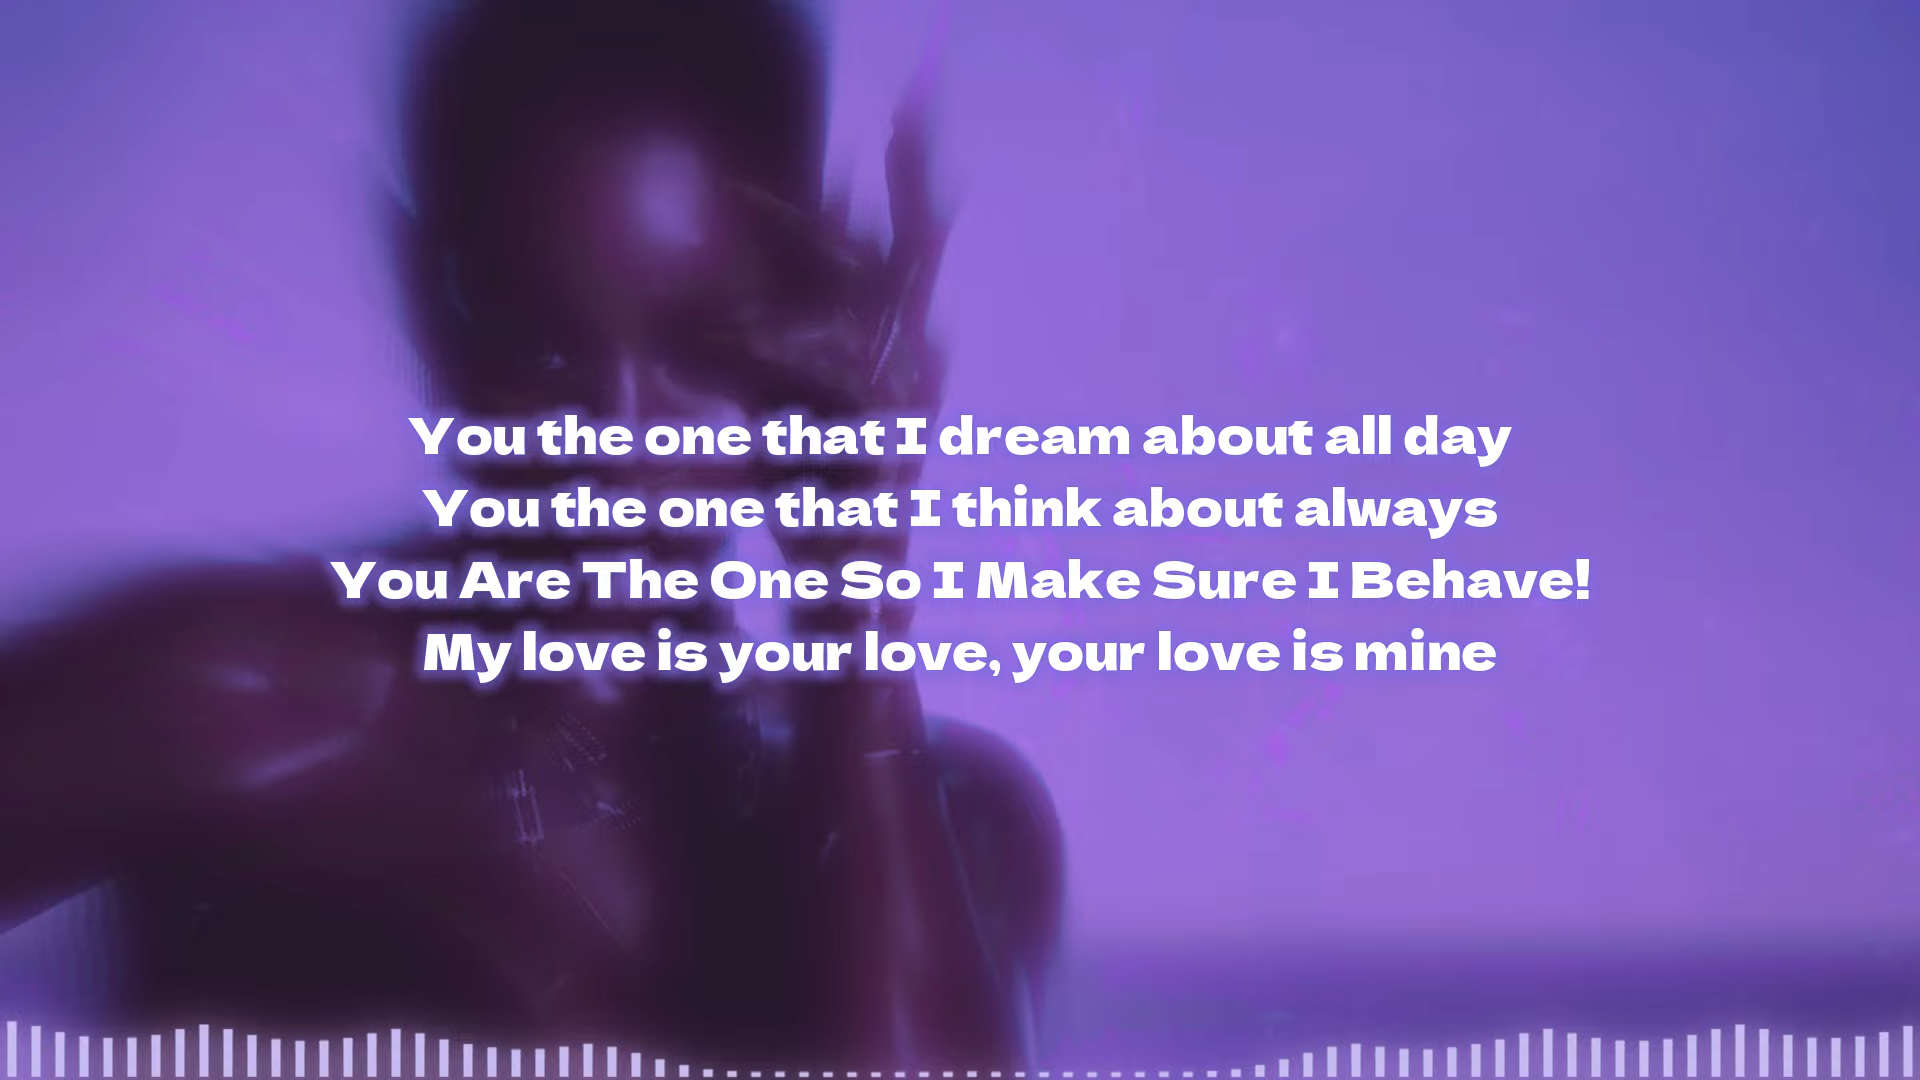 You the one that I dream about all day
You the one that I think about always
You Are The One So I Make Sure I Behave!
My love is your love, your love is mine